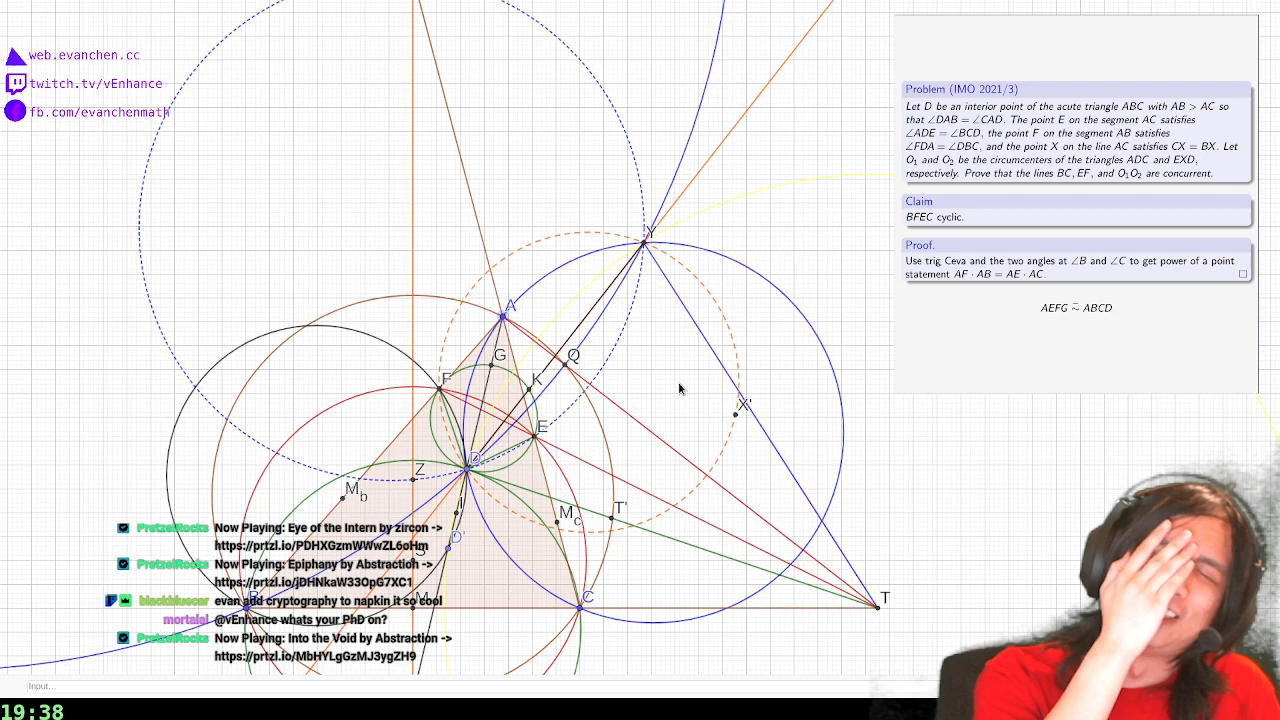 web.evanchen.cc
twitch.tv/vEnhance
fb.com/evanchenmath
Problem (IMO 2021/3)
Let D be an interior point of the acute triangle ABC with AB > AC so
that ∠DAB = ∠CAD. The point E on the segment AC satisfies
∠ADE = ∠BCD, the point F on the segment AB satisfies
∠FDA = ∠DBC, and the point X on the line AC satisfies CX = BX. Let
O₁ and O₂ be the circumcenters of the triangles ADC and EXD,
respectively. Prove that the lines BC, EF, and O₁O₂ are concurrent.
Claim
BFEC cyclic.
Proof.
Use trig Ceva and the two angles at ∠B and ∠C to get power of a point
statement AF · AB = AE · AC.
AEFG ∼ ABCD
Y
A
G
Q
F
K
X'
E
D
Z
M_b
M_c
T'
D'
B
M
C
T
PretzelRocks Now Playing: Eye of the Intern by zircon ->
https://prtzl.io/PDHXGzmWWwZL6oHm
PretzelRocks Now Playing: Epiphany by Abstraction ->
https://prtzl.io/jDHNkaW33OpG7XC1
blackbluecar evan add cryptography to napkin it so cool
mortalal @vEnhance whats your PhD on?
PretzelRocks Now Playing: Into the Void by Abstraction ->
https://prtzl.io/MbHYLgGzMJ3ygZH9
Input...
19:38